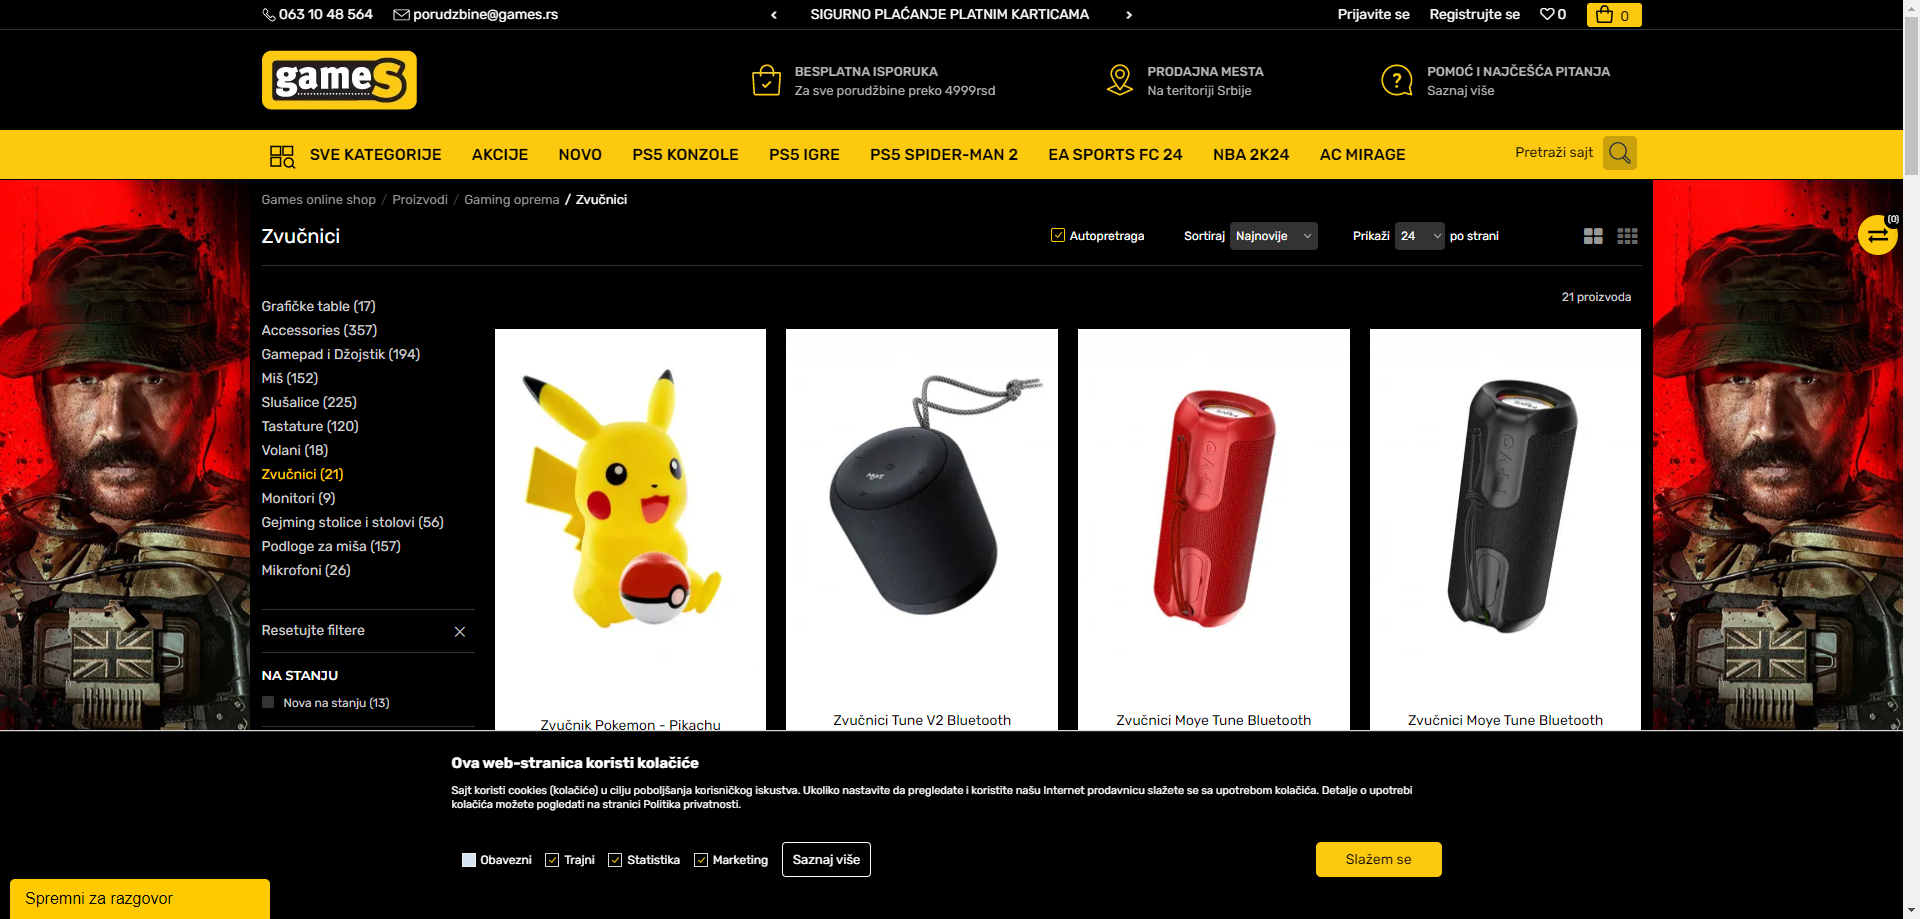 063 10 48 564
porudzbine@games.rs
SIGURNO PLAĆANJE PLATNIM KARTICAMA
Prijavite se
Registrujte se
0
0
gameS
BESPLATNA ISPORUKA
Za sve porudžbine preko 4999rsd
PRODAJNA MESTA
Na teritoriji Srbije
POMOĆ I NAJČEŠĆA PITANJA
Saznaj više
SVE KATEGORIJE
AKCIJE
NOVO
PS5 KONZOLE
PS5 IGRE
PS5 SPIDER-MAN 2
EA SPORTS FC 24
NBA 2K24
AC MIRAGE
Pretraži sajt
Games online shop / Proizvodi / Gaming oprema / Zvučnici
(0)
Zvučnici
Autopretraga
Sortiraj Najnovije
Prikaži 24 po strani
21 proizvoda
Grafičke table (17)
Accessories (357)
Gamepad i Džojstik (194)
Miš (152)
Slušalice (225)
Tastature (120)
Volani (18)
Zvučnici (21)
Monitori (9)
Gejming stolice i stolovi (56)
Podloge za miša (157)
Mikrofoni (26)
Resetujte filtere
NA STANJU
Nova na stanju (13)
Zvučnik Pokemon - Pikachu
Zvučnici Tune V2 Bluetooth
Zvučnici Moye Tune Bluetooth
Zvučnici Moye Tune Bluetooth
Ova web-stranica koristi kolačiće
Sajt koristi cookies (kolačiće) u cilju poboljšanja korisničkog iskustva. Ukoliko nastavite da pregledate i koristite našu Internet prodavnicu slažete se sa upotrebom kolačića. Detalje o upotrebi
kolačića možete pogledati na stranici Politika privatnosti.
Obavezni
Trajni
Statistika
Marketing
Saznaj više
Slažem se
Spremni za razgovor